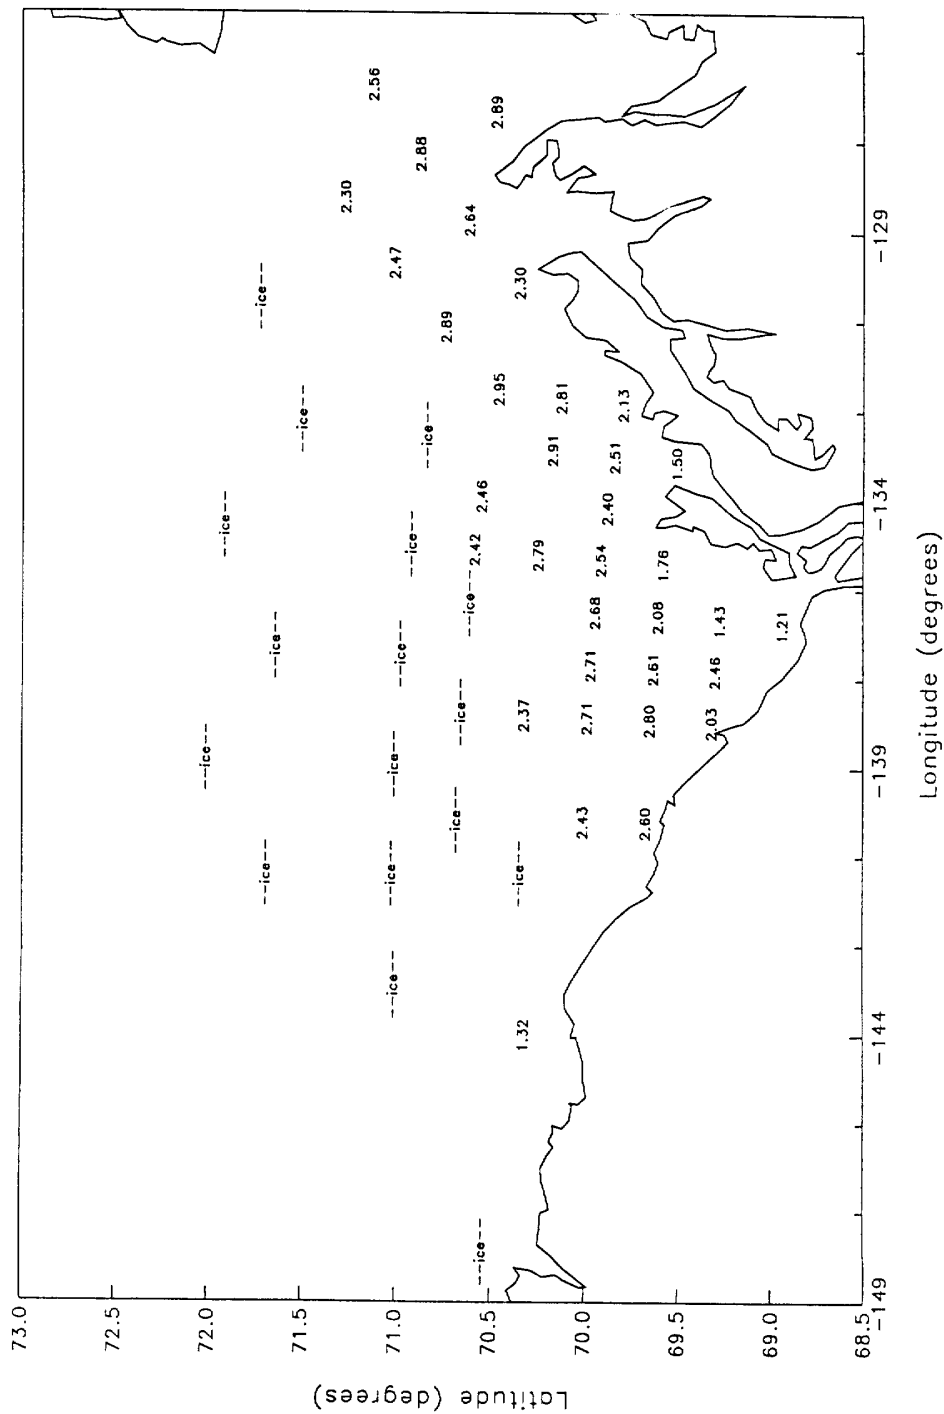 Latitude (degrees)
73.0
72.5
72.0
71.5
71.0
70.5
70.0
69.5
69.0
68.5
--ice--
--ice--
--ice--
--ice--
--ice--
--ice--
2.30
2.56
--ice--
--ice--
--ice--
--ice--
2.47
--ice--
2.88
--ice--
2.89
--ice--
--ice--
--ice--
2.64
2.42
--ice--
2.46
2.95
2.89
--ice--
1.32
2.37
2.30
2.79
2.91
2.81
2.43
2.71
2.71
2.68
2.54
2.40
2.51
2.13
2.60
2.80
2.61
2.08
1.76
1.50
2.03
2.46
1.43
1.21
-149
-144
-139
-134
-129
Longitude (degrees)